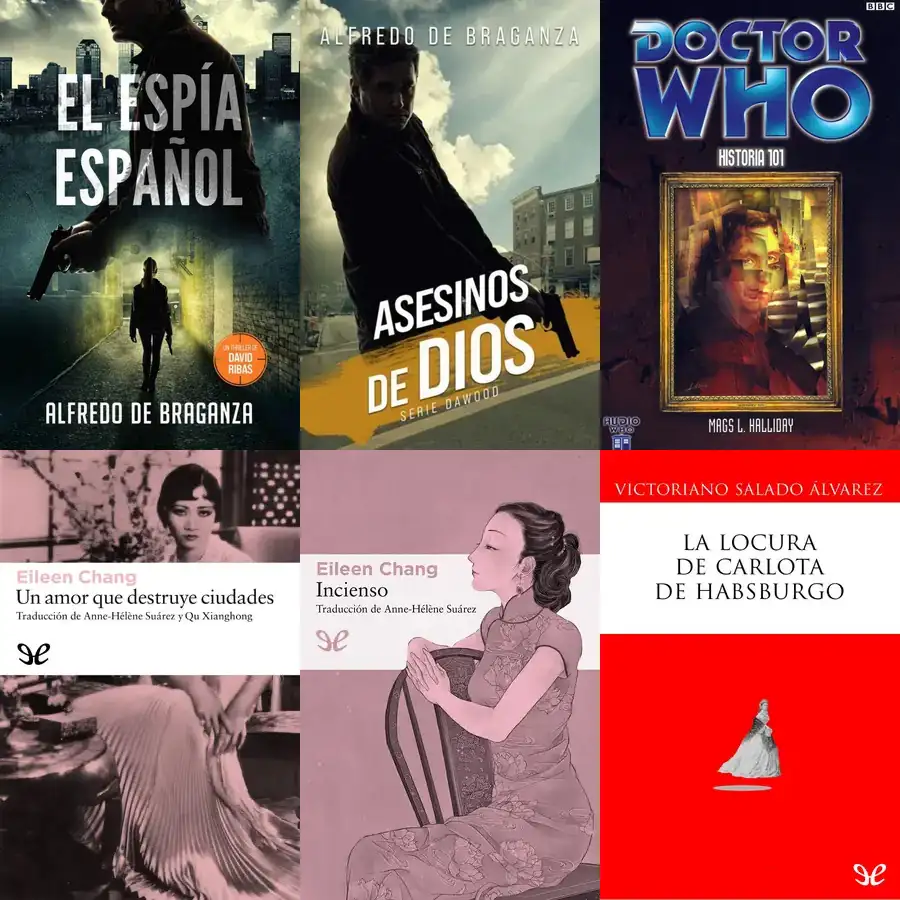 EL ESPÍA
ESPAÑOL
UN THRILLER DE
DAVID
RIBAS
ALFREDO DE BRAGANZA
ALFREDO DE BRAGANZA
ASESINOS
DE DIOS
SERIE DAWOOD
BBC
DOCTOR
WHO
HISTORIA 101
MAGS L. HALLIDAY
AUDIO
WHO
Eileen Chang
Un amor que destruye ciudades
Traducción de Anne-Hélène Suárez y Qu Xianghong
Eileen Chang
Incienso
Traducción de Anne-Hélène Suárez
VICTORIANO SALADO ÁLVAREZ
LA LOCURA
DE CARLOTA
DE HABSBURGO